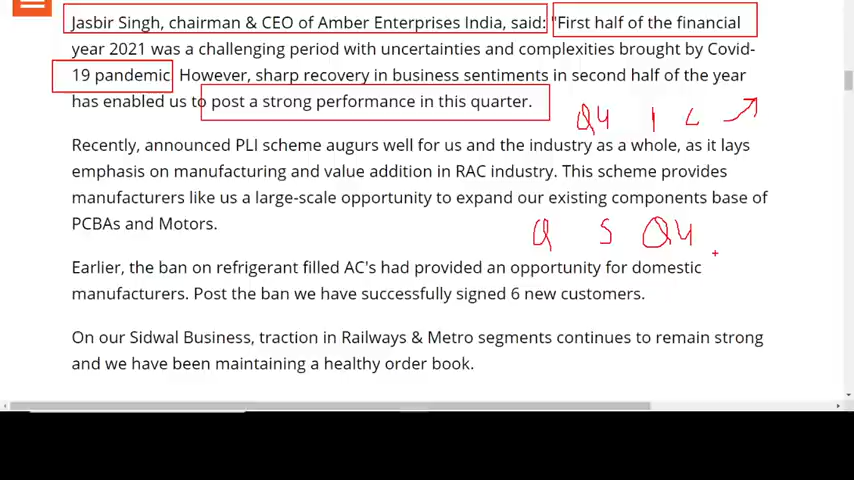 Jasbir Singh, chairman & CEO of Amber Enterprises India, said: "First half of the financial
year 2021 was a challenging period with uncertainties and complexities brought by Covid-
19 pandemic. However, sharp recovery in business sentiments in second half of the year
has enabled us to post a strong performance in this quarter.
Q4
Recently, announced PLI scheme augurs well for us and the industry as a whole, as it lays
emphasis on manufacturing and value addition in RAC industry. This scheme provides
manufacturers like us a large-scale opportunity to expand our existing components base of
PCBAs and Motors.
Q S Q4
Earlier, the ban on refrigerant filled AC's had provided an opportunity for domestic
manufacturers. Post the ban we have successfully signed 6 new customers.
On our Sidwal Business, traction in Railways & Metro segments continues to remain strong
and we have been maintaining a healthy order book.